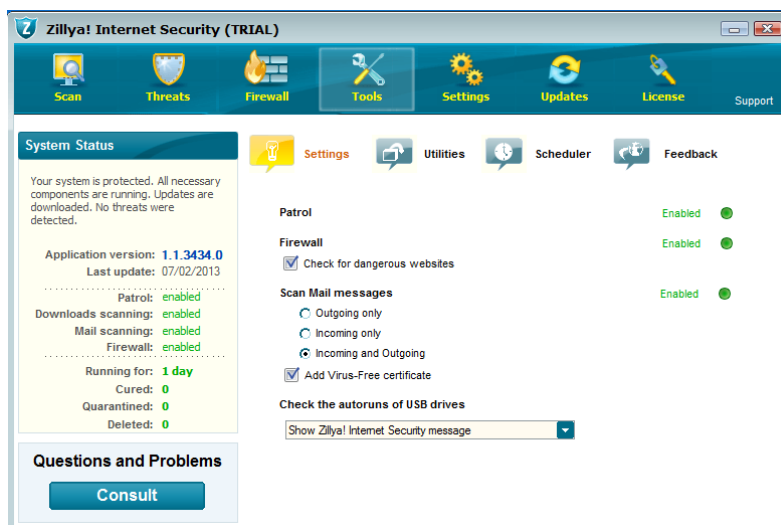 Zillya! Internet Security (TRIAL)
Scan
Threats
Firewall
Tools
Settings
Updates
License
Support
System Status
Your system is protected. All necessary
components are running. Updates are
downloaded. No threats were
detected.
Application version: 1.1.3434.0
Last update: 07/02/2013
Patrol: enabled
Downloads scanning: enabled
Mail scanning: enabled
Firewall: enabled
Running for: 1 day
Cured: 0
Quarantined: 0
Deleted: 0
Questions and Problems
Consult
Settings
Utilities
Scheduler
Feedback
Patrol
Enabled
Firewall
Enabled
Check for dangerous websites
Scan Mail messages
Enabled
Outgoing only
Incoming only
Incoming and Outgoing
Add Virus-Free certificate
Check the autoruns of USB drives
Show Zillya! Internet Security message